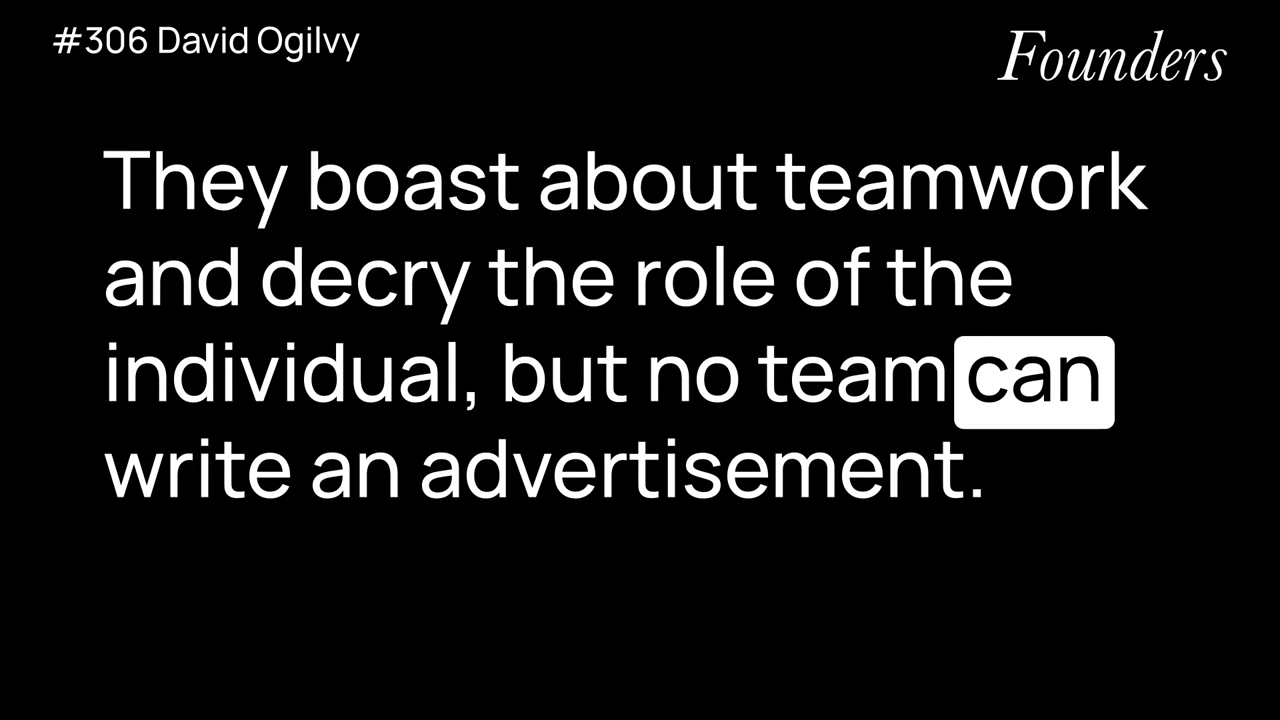 #306 David Ogilvy
Founders
They boast about teamwork
and decry the role of the
individual, but no team can
write an advertisement.